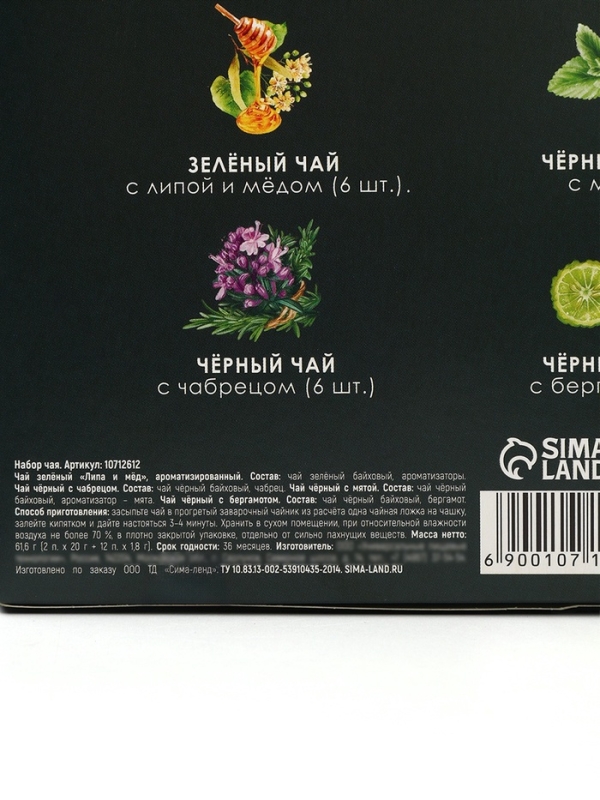 ЗЕЛЁНЫЙ ЧАЙ
с липой и мёдом (6 шт.).
ЧЁРН
с м
ЧЁРНЫЙ ЧАЙ
с чабрецом (6 шт.)
ЧЁРН
с берг
Набор чая. Артикул: 10712612
Чай зелёный «Липа и мёд», ароматизированный. Состав: чай зелёный байховый, ароматизаторы.
Чай чёрный с чабрецом. Состав: чай чёрный байховый, чабрец. Чай чёрный с мятой. Состав: чай чёрный
байховый, ароматизатор - мята. Чай чёрный с бергамотом. Состав: чай чёрный байховый, бергамот.
Способ приготовления: засыпьте чай в прогретый заварочный чайник из расчёта одна чайная ложка на чашку,
залейте кипятком и дайте настояться 3-4 минуты. Хранить в сухом помещении, при относительной влажности
воздуха не более 70 %, в плотно закрытой упаковке, отдельно от сильно пахнущих веществ. Масса нетто:
61,6 г (2 п. х 20 г + 12 п. х 1,8 г). Срок годности: 36 месяцев. Изготовитель:
Изготовлено по заказу ООО ТД «Сима-ленд». ТУ 10.83.13-002-53910435-2014. SIMA-LAND.RU
SIMA
LAND
6 900107 1